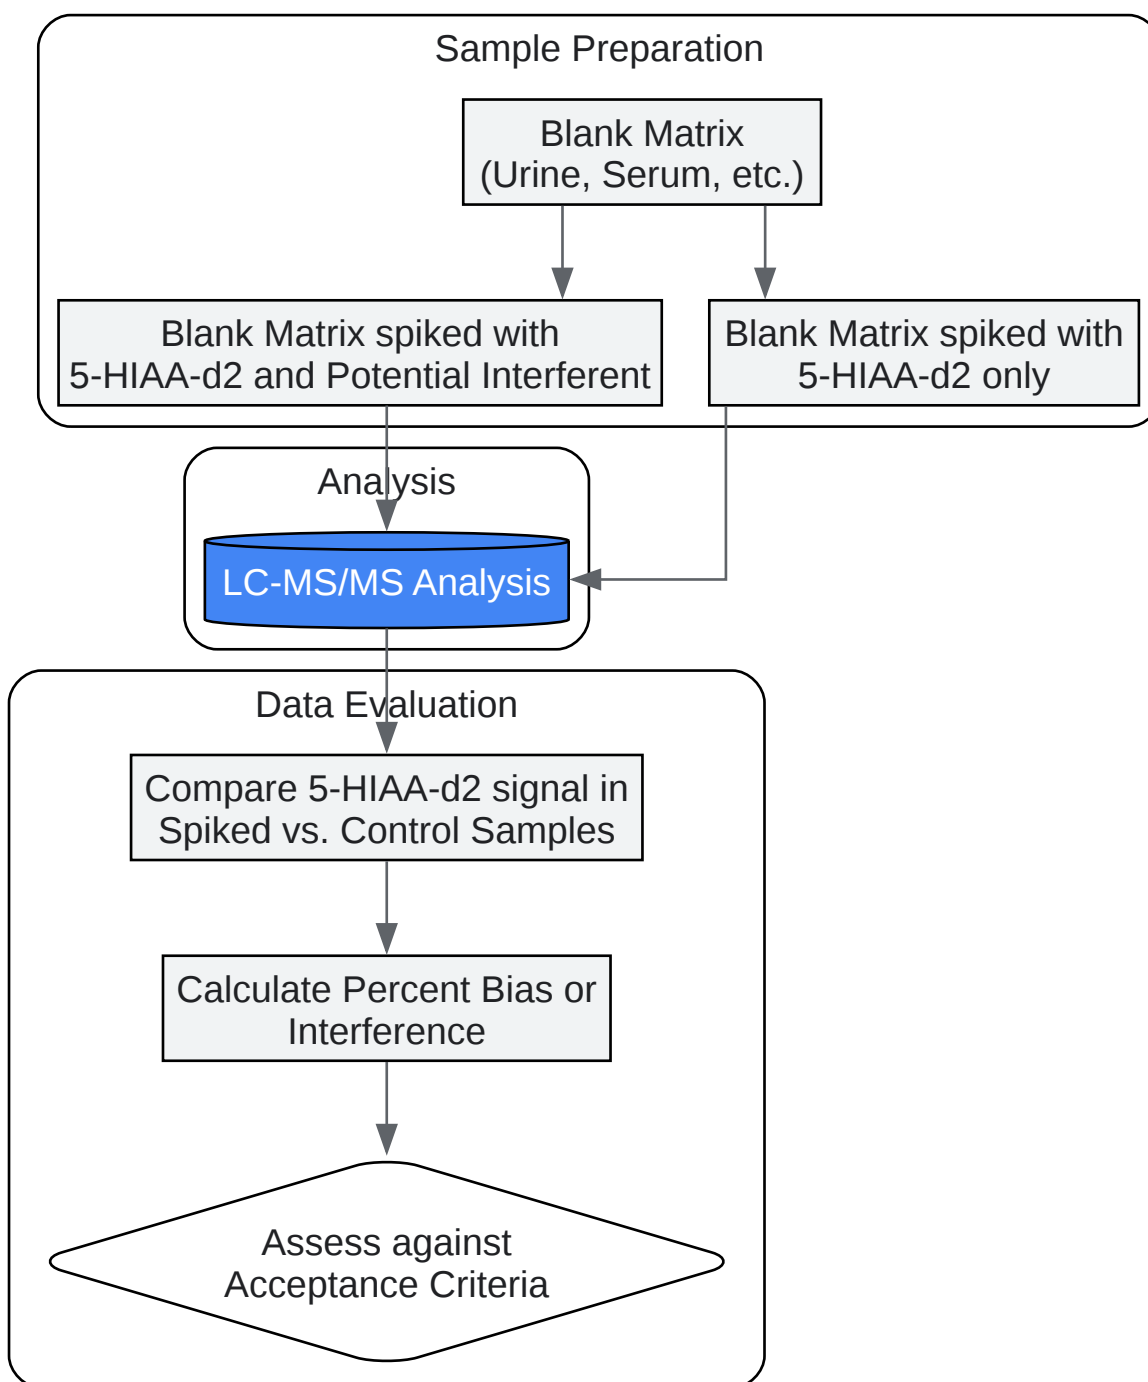 Sample Preparation
Blank Matrix
(Urine, Serum, etc.)
Blank Matrix spiked with
5-HIAA-d2 and Potential Interferent
Blank Matrix spiked with
5-HIAA-d2 only
Analysis
LC-MS/MS Analysis
Data Evaluation
Compare 5-HIAA-d2 signal in
Spiked vs. Control Samples
Calculate Percent Bias or
Interference
Assess against
Acceptance Criteria